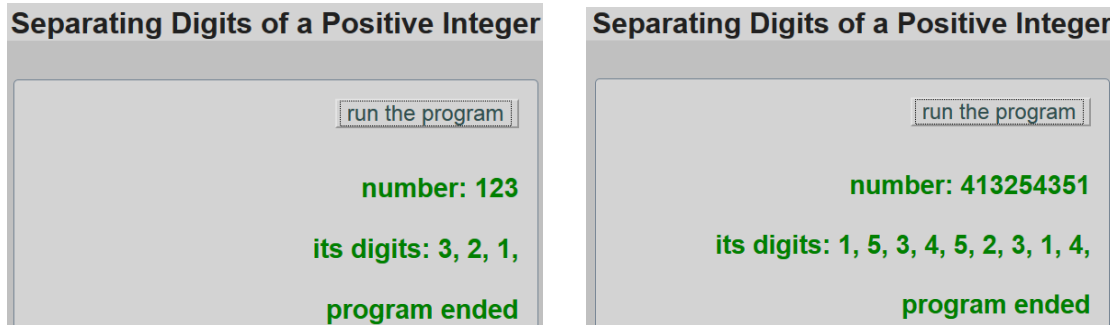 Separating Digits of a Positive Integer
run the program
number: 123
its digits: 3, 2, 1,
program ended
Separating Digits of a Positive Integer
run the program
number: 413254351
its digits: 1, 5, 3, 4, 5, 2, 3, 1, 4,
program ended